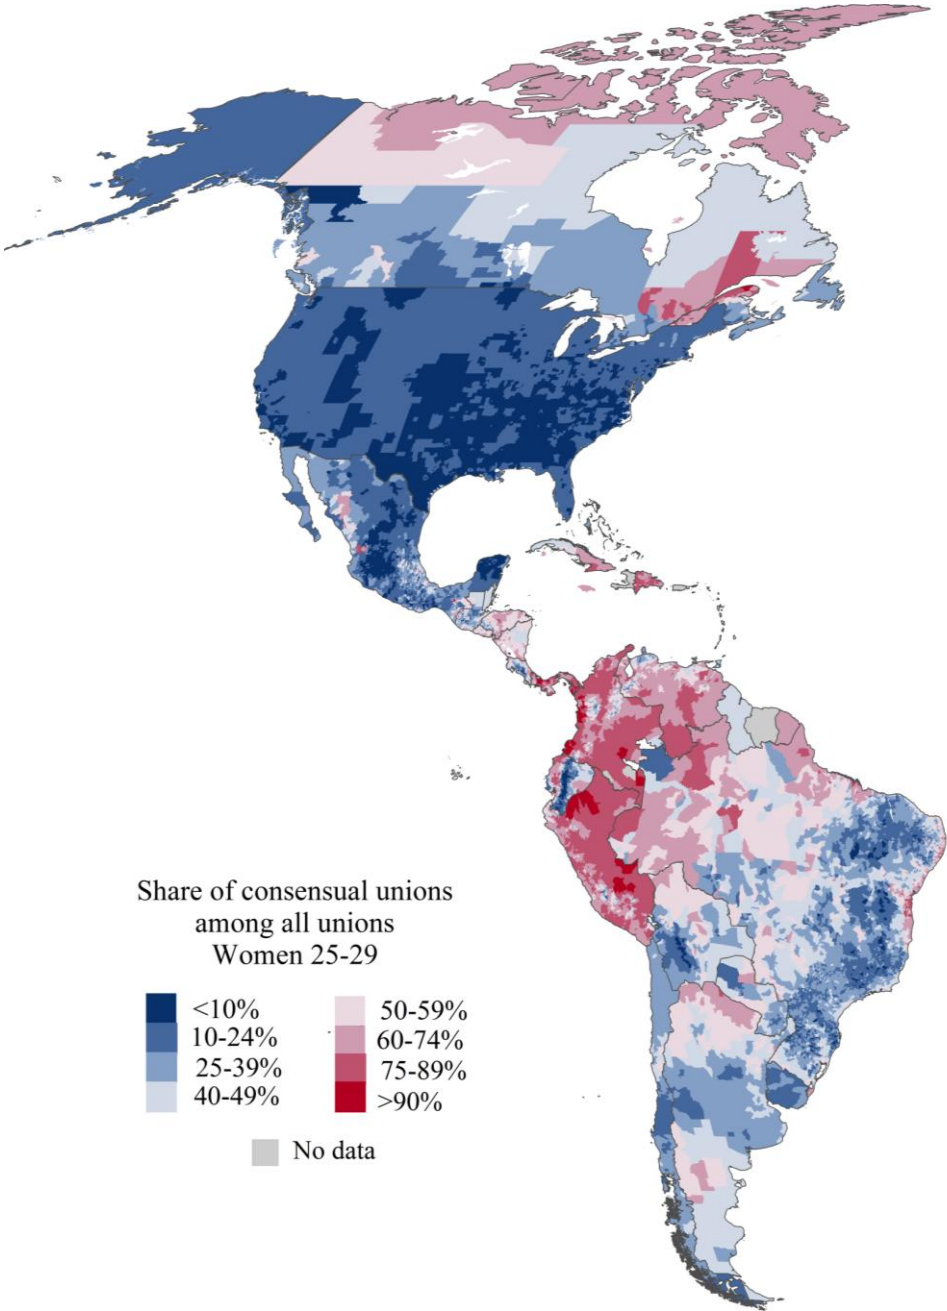 Share of consensual unions
among all unions
Women 25-29
<10%
10-24%
25-39%
40-49%
50-59%
60-74%
75-89%
>90%
No data